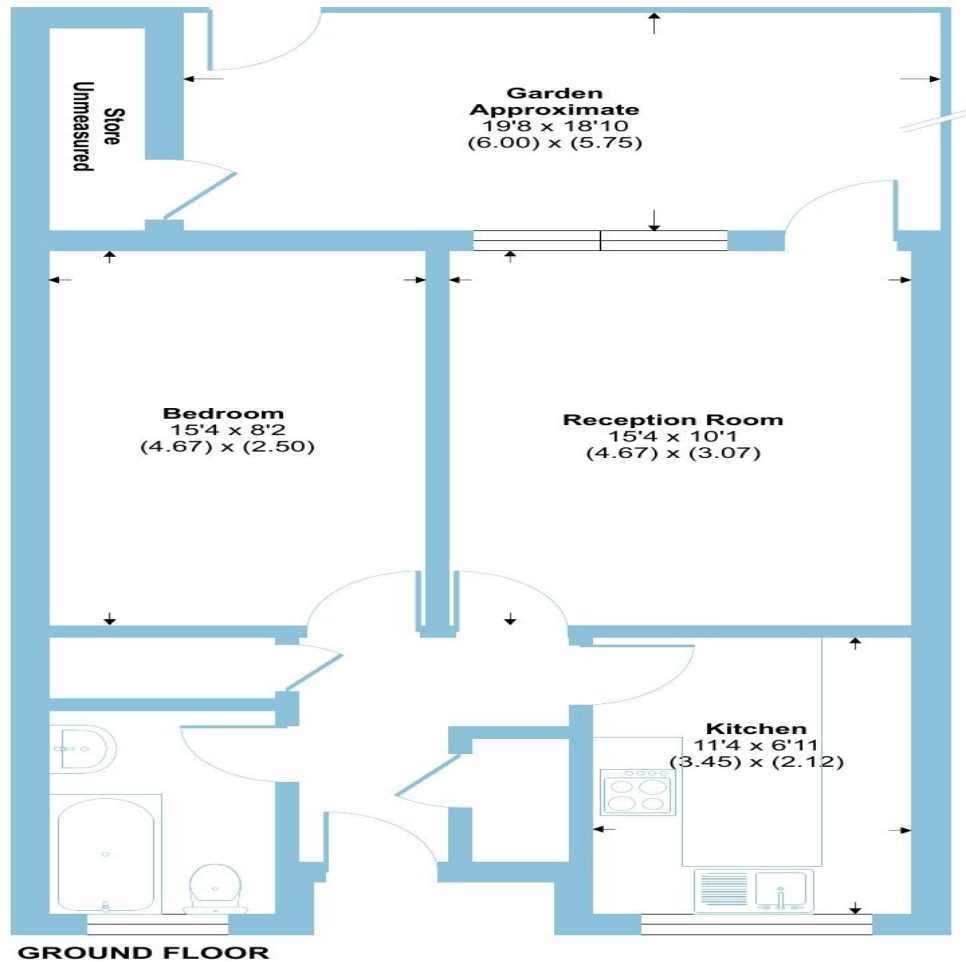 Store
Unmeasured
Garden
Approximate
19'8 x 18'10
(6.00) x (5.75)
Bedroom
15'4 x 8'2
(4.67) x (2.50)
Reception Room
15'4 x 10'1
(4.67) x (3.07)
Kitchen
11'4 x 6'11
(3.45) x (2.12)
GROUND FLOOR